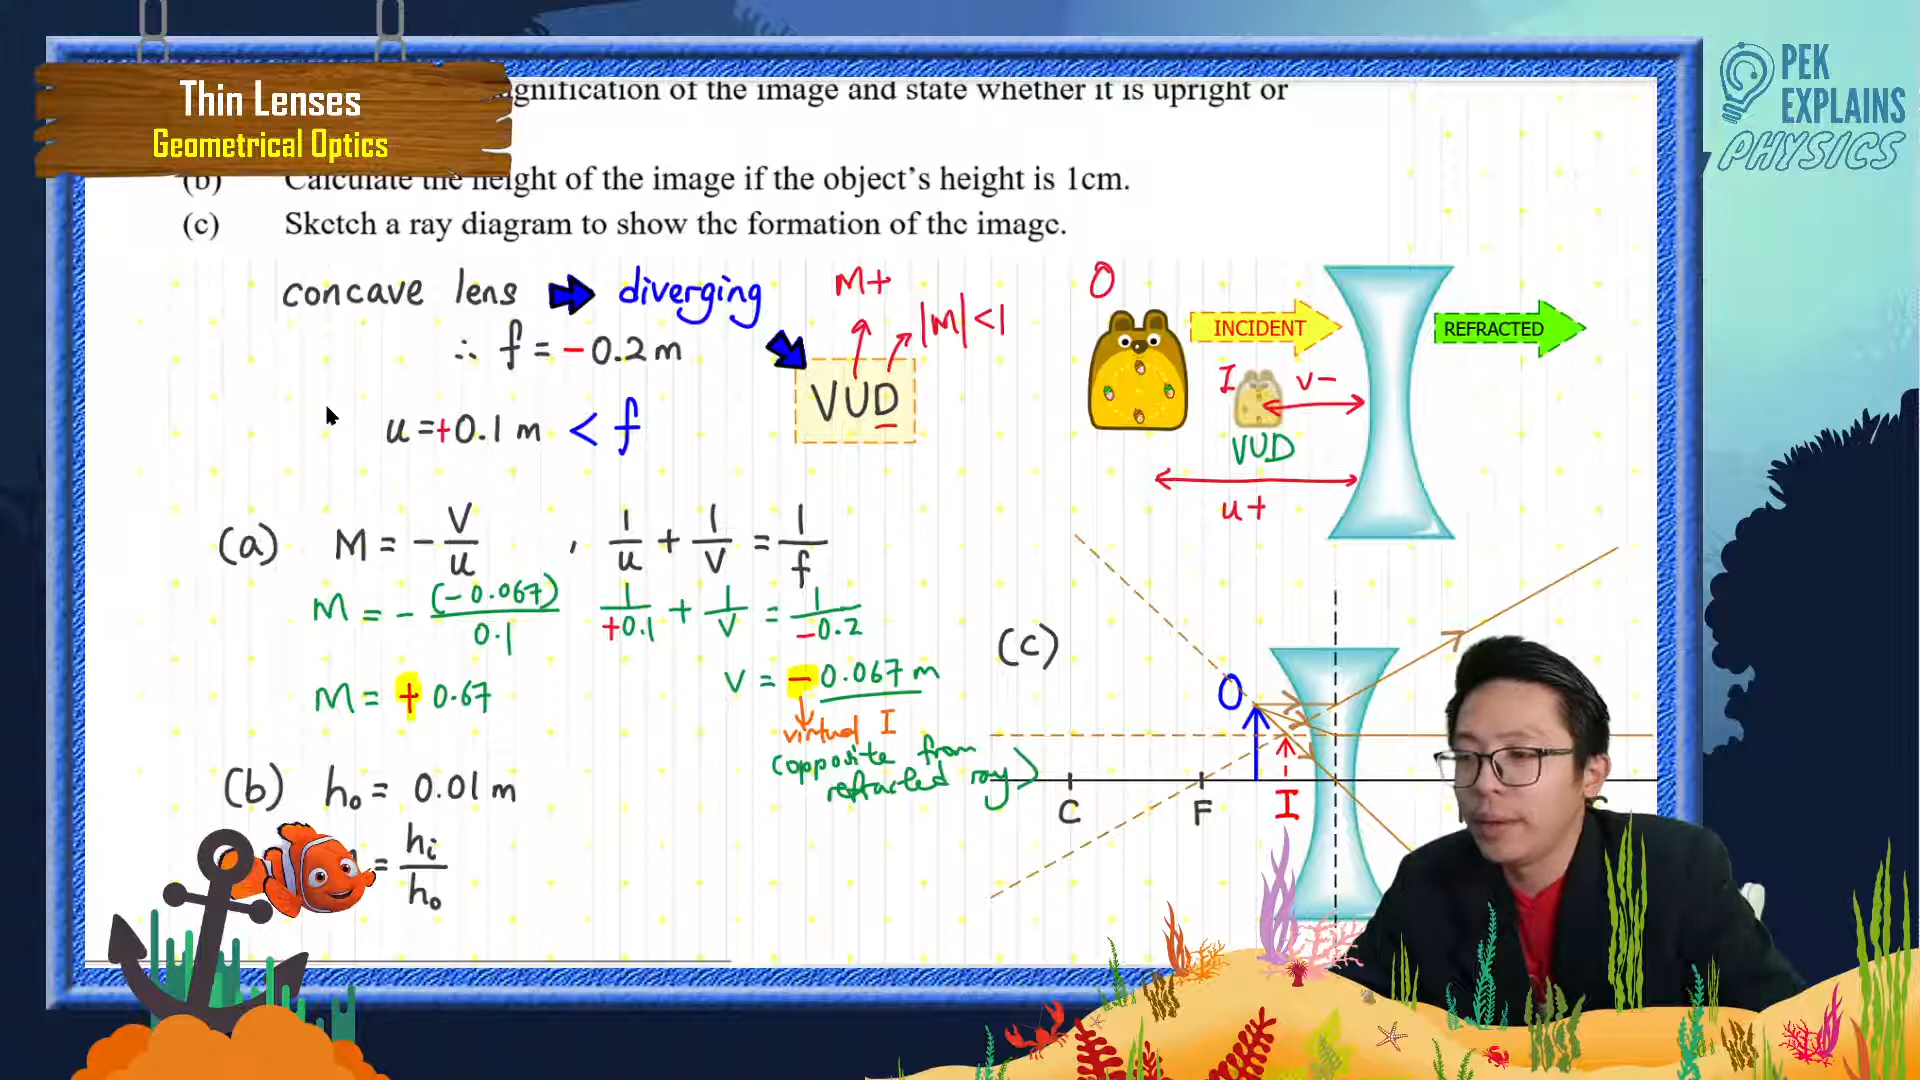 Thin Lenses
Geometrical Optics
PEK
EXPLAINS
PHYSICS
gnification of the image and state whether it is upright or
(b) Calculate the height of the image if the object's height is 1cm.
(c) Sketch a ray diagram to show the formation of the image.
concave lens diverging
∴ f = -0.2 m
u = +0.1 m < f
M+
|M| <1
VUD
O
INCIDENT
REFRACTED
I
v-
VUD
u+
(a) M = - V/u , 1/u + 1/V = 1/f
M = - (-0.067)/0.1
1/+0.1 + 1/V = 1/-0.2
M = + 0.67
V = - 0.067 m
virtual I
(opposite from
refracted ray)
(b) ho = 0.01 m
= hi/ho
(c)
O
C
F
I